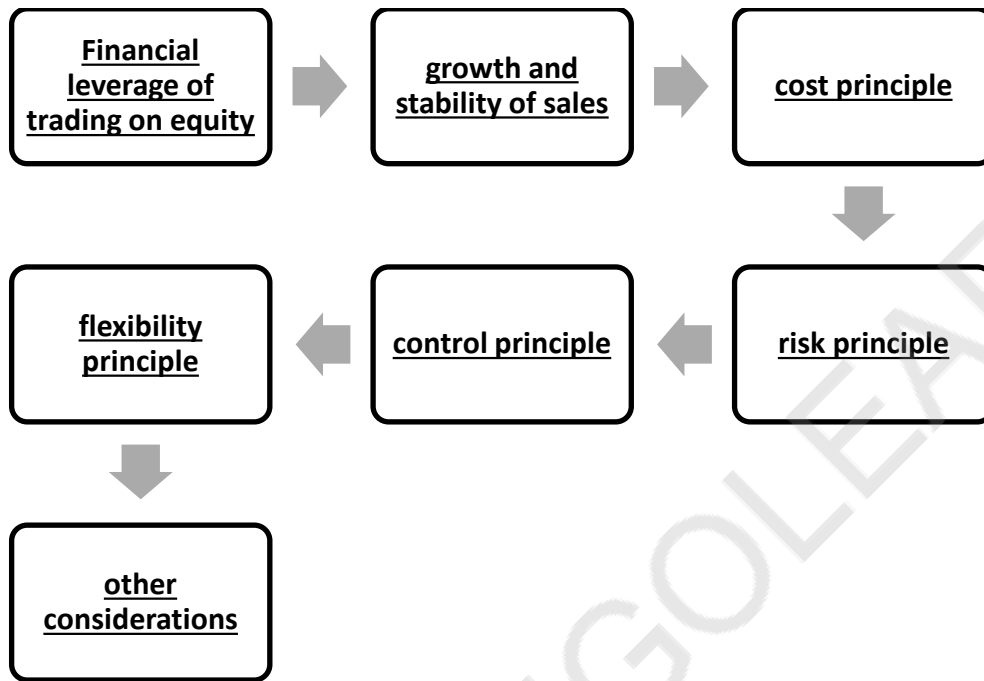 Financial
leverage of
trading on equity
growth and
stability of sales
cost principle
risk principle
control principle
flexibility
principle
other
considerations